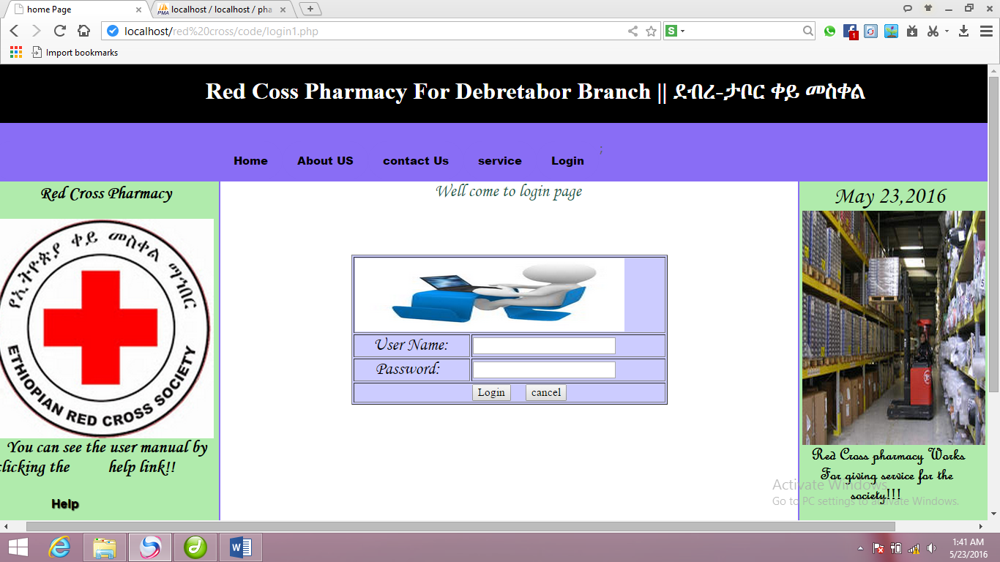 home Page
localhost / localhost / pha
localhost/red%20cross/code/login1.php
S
1
Import bookmarks
Red Coss Pharmacy For Debretabor Branch || ደብረ-ታቦር ቀይ መስቀል
Home About US contact Us service Login ;
Red Cross Pharmacy
የኢትዮጵያ ቀይ መስቀል ማኅበር
ETHIOPIAN RED CROSS SOCIETY
You can see the user manual by
clicking the help link!!
Help
Well come to login page
User Name:
Password:
Login cancel
May 23,2016
Red Cross pharmacy Works
For giving service for the
society!!!
Activate Windows
Go to PC settings to activate Windows.
1:41 AM
5/23/2016